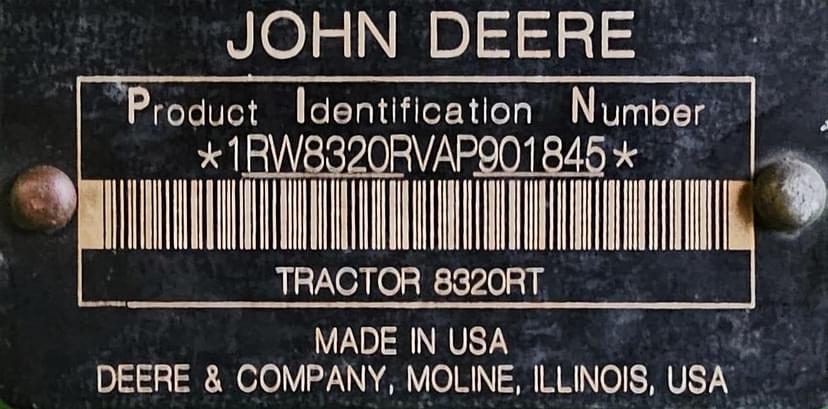 JOHN DEERE
Product Identification Number
*1RW8320RVAP901845*
TRACTOR 8320RT
MADE IN USA
DEERE & COMPANY, MOLINE, ILLINOIS, USA